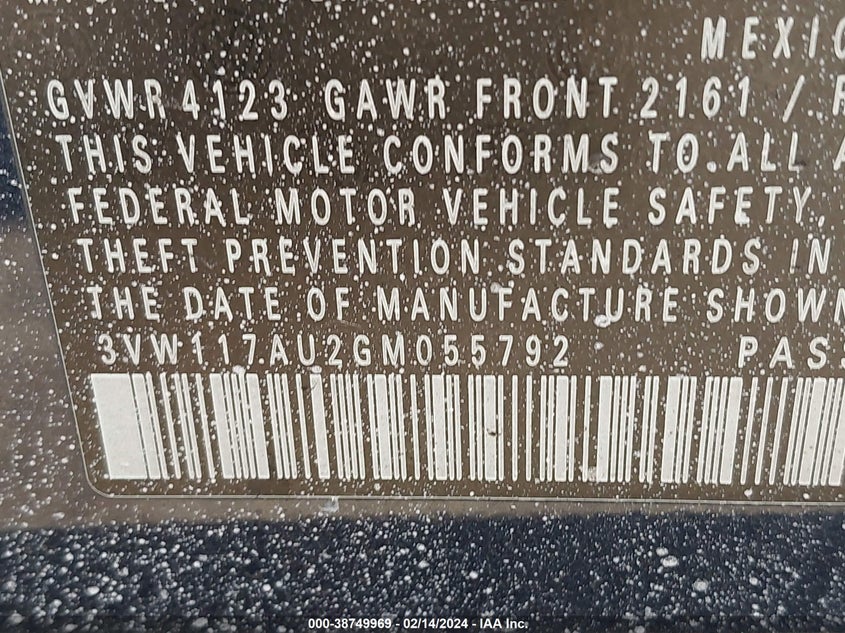 MEXIC
GVWR 4123 GAWR FRONT 2161 / R
THIS VEHICLE CONFORMS TO ALL A
FEDERAL MOTOR VEHICLE SAFETY,
THEFT PREVENTION STANDARDS IN
THE DATE OF MANUFACTURE SHOWN
3VW117AU2GM055792 PAS.
000-38749969 - 02/14/2024 - IAA Inc.